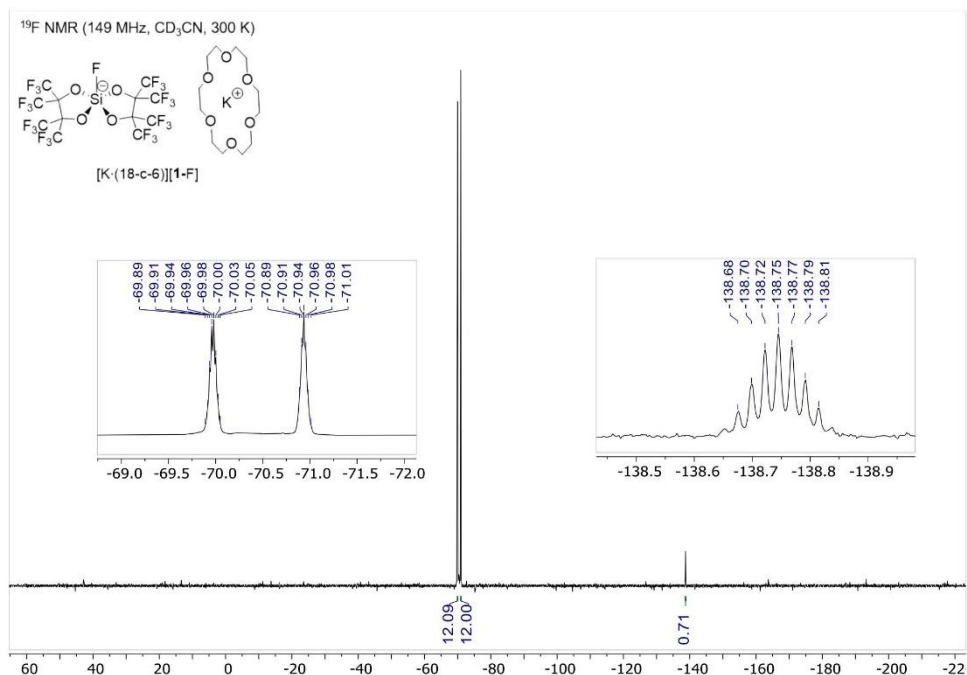 ¹⁹F NMR (149 MHz, CD₃CN, 300 K)
F
F₃C
CF₃
F₃C
O
Si
⊖
O
CF₃
F₃C
O
O
CF₃
F₃C
CF₃
O
O
O
K⊕
O
O
O
[K·(18-c-6)][1-F]
-69.89
-69.91
-69.94
-69.96
-69.98
-70.00
-70.03
-70.05
-70.89
-70.91
-70.94
-70.96
-70.98
-71.01
-69.0 -69.5 -70.0 -70.5 -71.0 -71.5 -72.0
-138.68
-138.70
-138.72
-138.75
-138.77
-138.79
-138.81
-138.5 -138.6 -138.7 -138.8 -138.9
12.09
12.00
0.71
60 40 20 0 -20 -40 -60 -80 -100 -120 -140 -160 -180 -200 -22